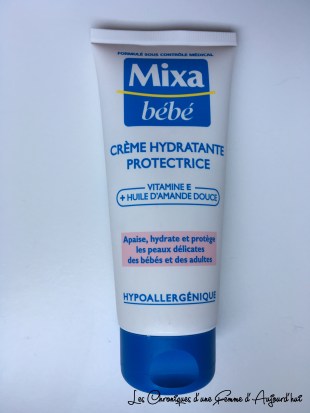 FORMULE SOUS CONTRÔLE MÉDICAL
Mixa
bébé
CRÈME HYDRATANTE
PROTECTRICE
VITAMINE E
+ HUILE D'AMANDE DOUCE
Apaise, hydrate et protège
les peaux délicates
des bébés et des adultes
HYPOALLERGÉNIQUE
Les Chroniques d'une Femme d'Aujourd'hui